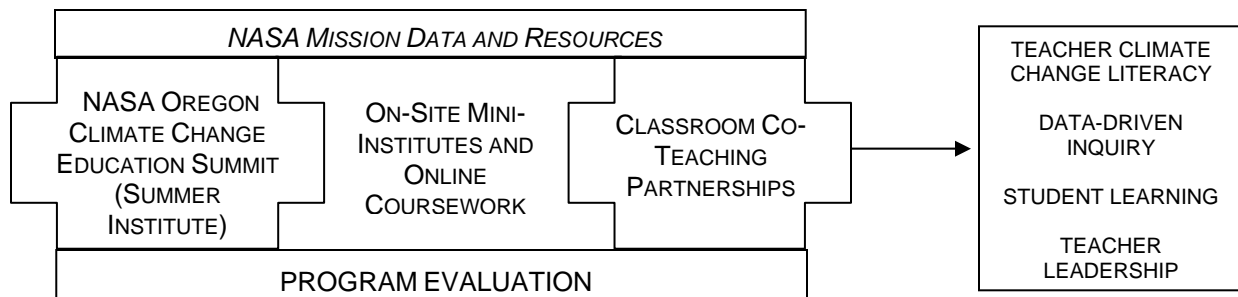 NASA MISSION DATA AND RESOURCES
NASA OREGON
CLIMATE CHANGE
EDUCATION SUMMIT
(SUMMER
INSTITUTE)
ON-SITE MINI-
INSTITUTES AND
ONLINE
COURSEWORK
CLASSROOM CO-
TEACHING
PARTNERSHIPS
PROGRAM EVALUATION
TEACHER CLIMATE
CHANGE LITERACY
DATA-DRIVEN
INQUIRY
STUDENT LEARNING
TEACHER
LEADERSHIP